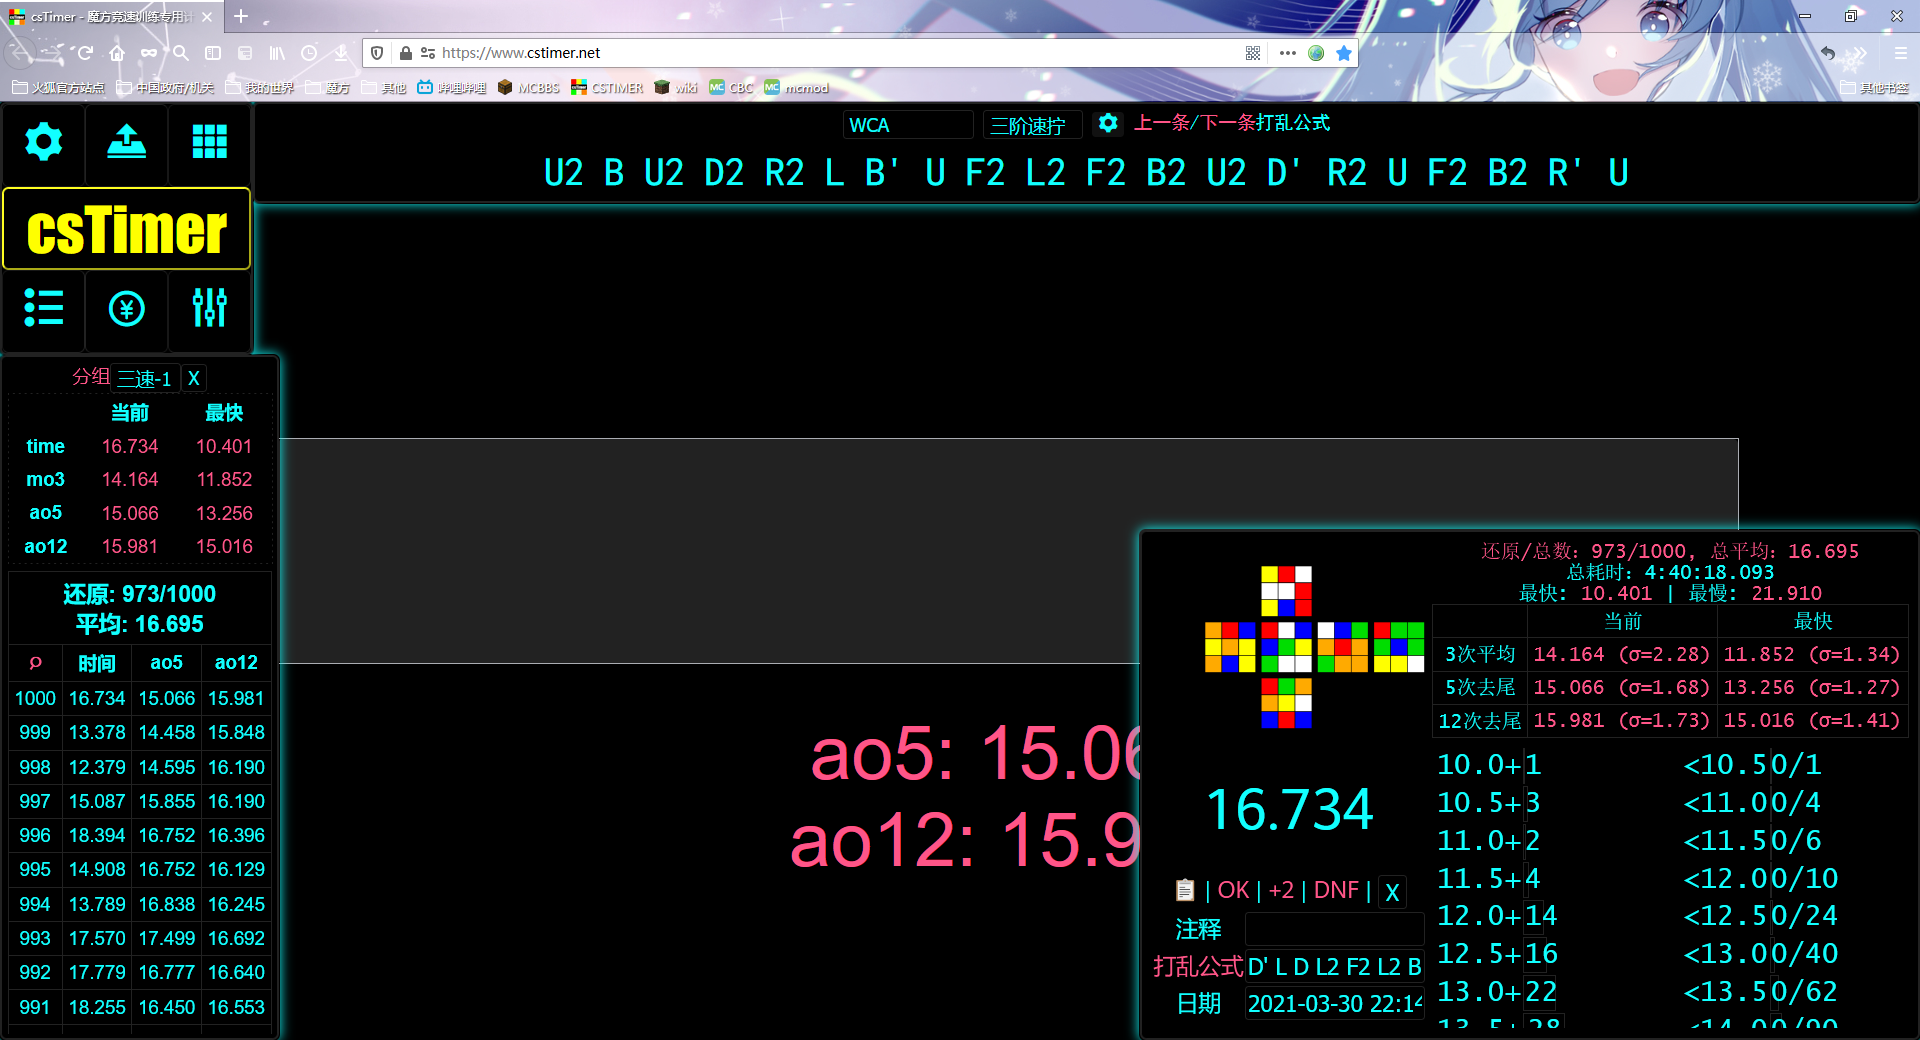 csTimer - 魔方竞速训练专用计
https://www.cstimer.net
火狐官方站点 中国政府/机关 我的世界 魔方 其他 哔哩哔哩 MCBBS CSTIMER wiki CBC mcmod 其他书签
WCA 三阶速拧 上一条/下一条打乱公式
U2 B U2 D2 R2 L B' U F2 L2 F2 B2 U2 D' R2 U F2 B2 R' U
csTimer
分组 三速-1 X
当前 最快
time 16.734 10.401
mo3 14.164 11.852
ao5 15.066 13.256
ao12 15.981 15.016
还原: 973/1000
平均: 16.695
时间 ao5 ao12
1000 16.734 15.066 15.981
999 13.378 14.458 15.848
998 12.379 14.595 16.190
997 15.087 15.855 16.190
996 18.394 16.752 16.396
995 14.908 16.752 16.129
994 13.789 16.838 16.245
993 17.570 17.499 16.692
992 17.779 16.777 16.640
991 18.255 16.450 16.553
ao5: 15.06
ao12: 15.9
16.734
| OK | +2 | DNF | X
注释
打乱公式 D' L D L2 F2 L2 B
日期 2021-03-30 22:14
还原/总数: 973/1000, 总平均: 16.695
总耗时: 4:40:18.093
最快: 10.401 | 最慢: 21.910
当前 最快
3次平均 14.164 (σ=2.28) 11.852 (σ=1.34)
5次去尾 15.066 (σ=1.68) 13.256 (σ=1.27)
12次去尾 15.981 (σ=1.73) 15.016 (σ=1.41)
10.0+1 <10.50/1
10.5+3 <11.00/4
11.0+2 <11.50/6
11.5+4 <12.00/10
12.0+14 <12.50/24
12.5+16 <13.00/40
13.0+22 <13.50/62
13.5+28 <14.00/90